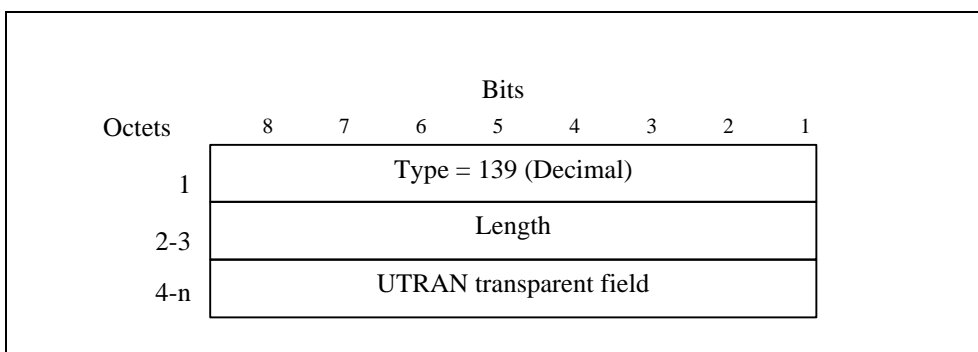 Bits
Octets 8 7 6 5 4 3 2 1
1 Type = 139 (Decimal)
2-3 Length
4-n UTRAN transparent field